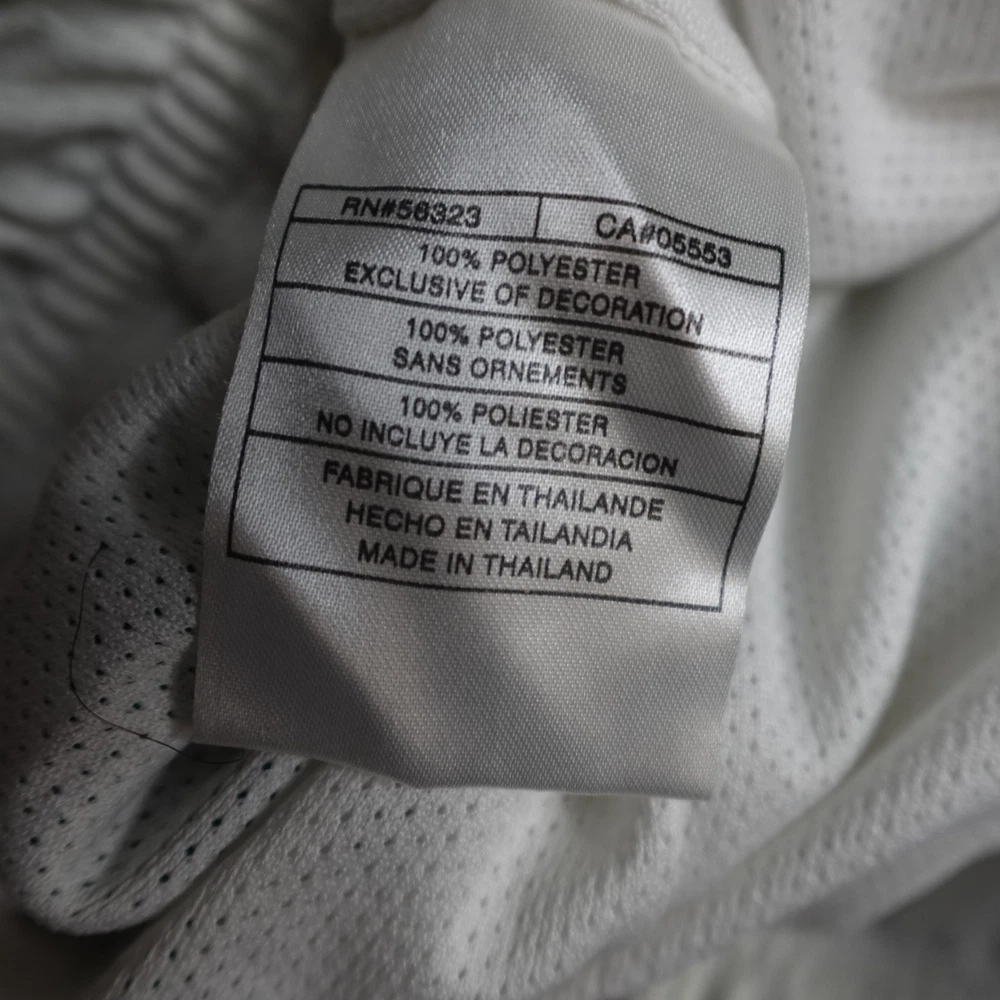 RN#56323 CA#05553
100% POLYESTER
EXCLUSIVE OF DECORATION
100% POLYESTER
SANS ORNEMENTS
100% POLIESTER
NO INCLUYE LA DECORACION
FABRIQUE EN THAILANDE
HECHO EN TAILANDIA
MADE IN THAILAND